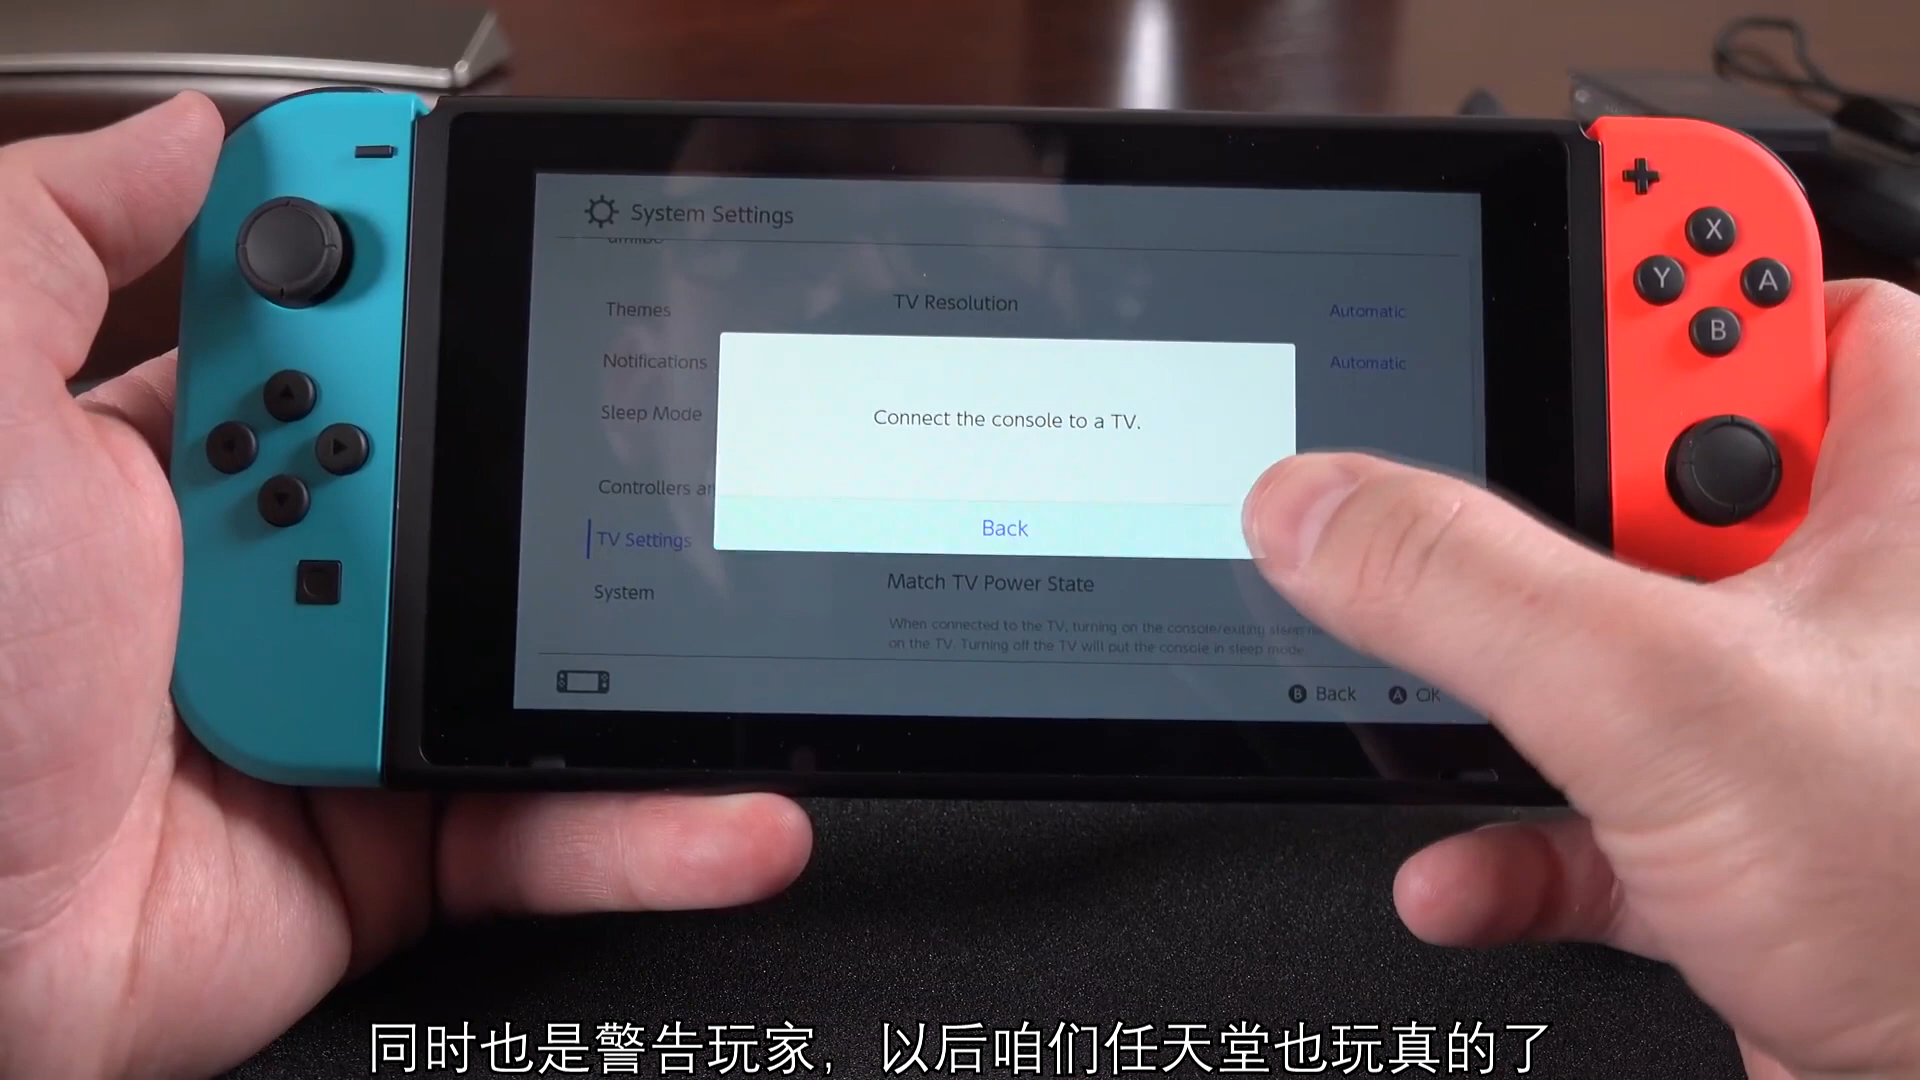 System Settings
amiibo
Themes
TV Resolution
Automatic
Notifications
Automatic
Sleep Mode
Connect the console to a TV.
Controllers an
Back
TV Settings
Match TV Power State
System
When connected to the TV, turning on the console/exiting sleep
on the TV. Turning off the TV will put the console in sleep mode.
B Back
A OK
X
Y
A
B
同时也是警告玩家，以后咱们任天堂也玩真的了